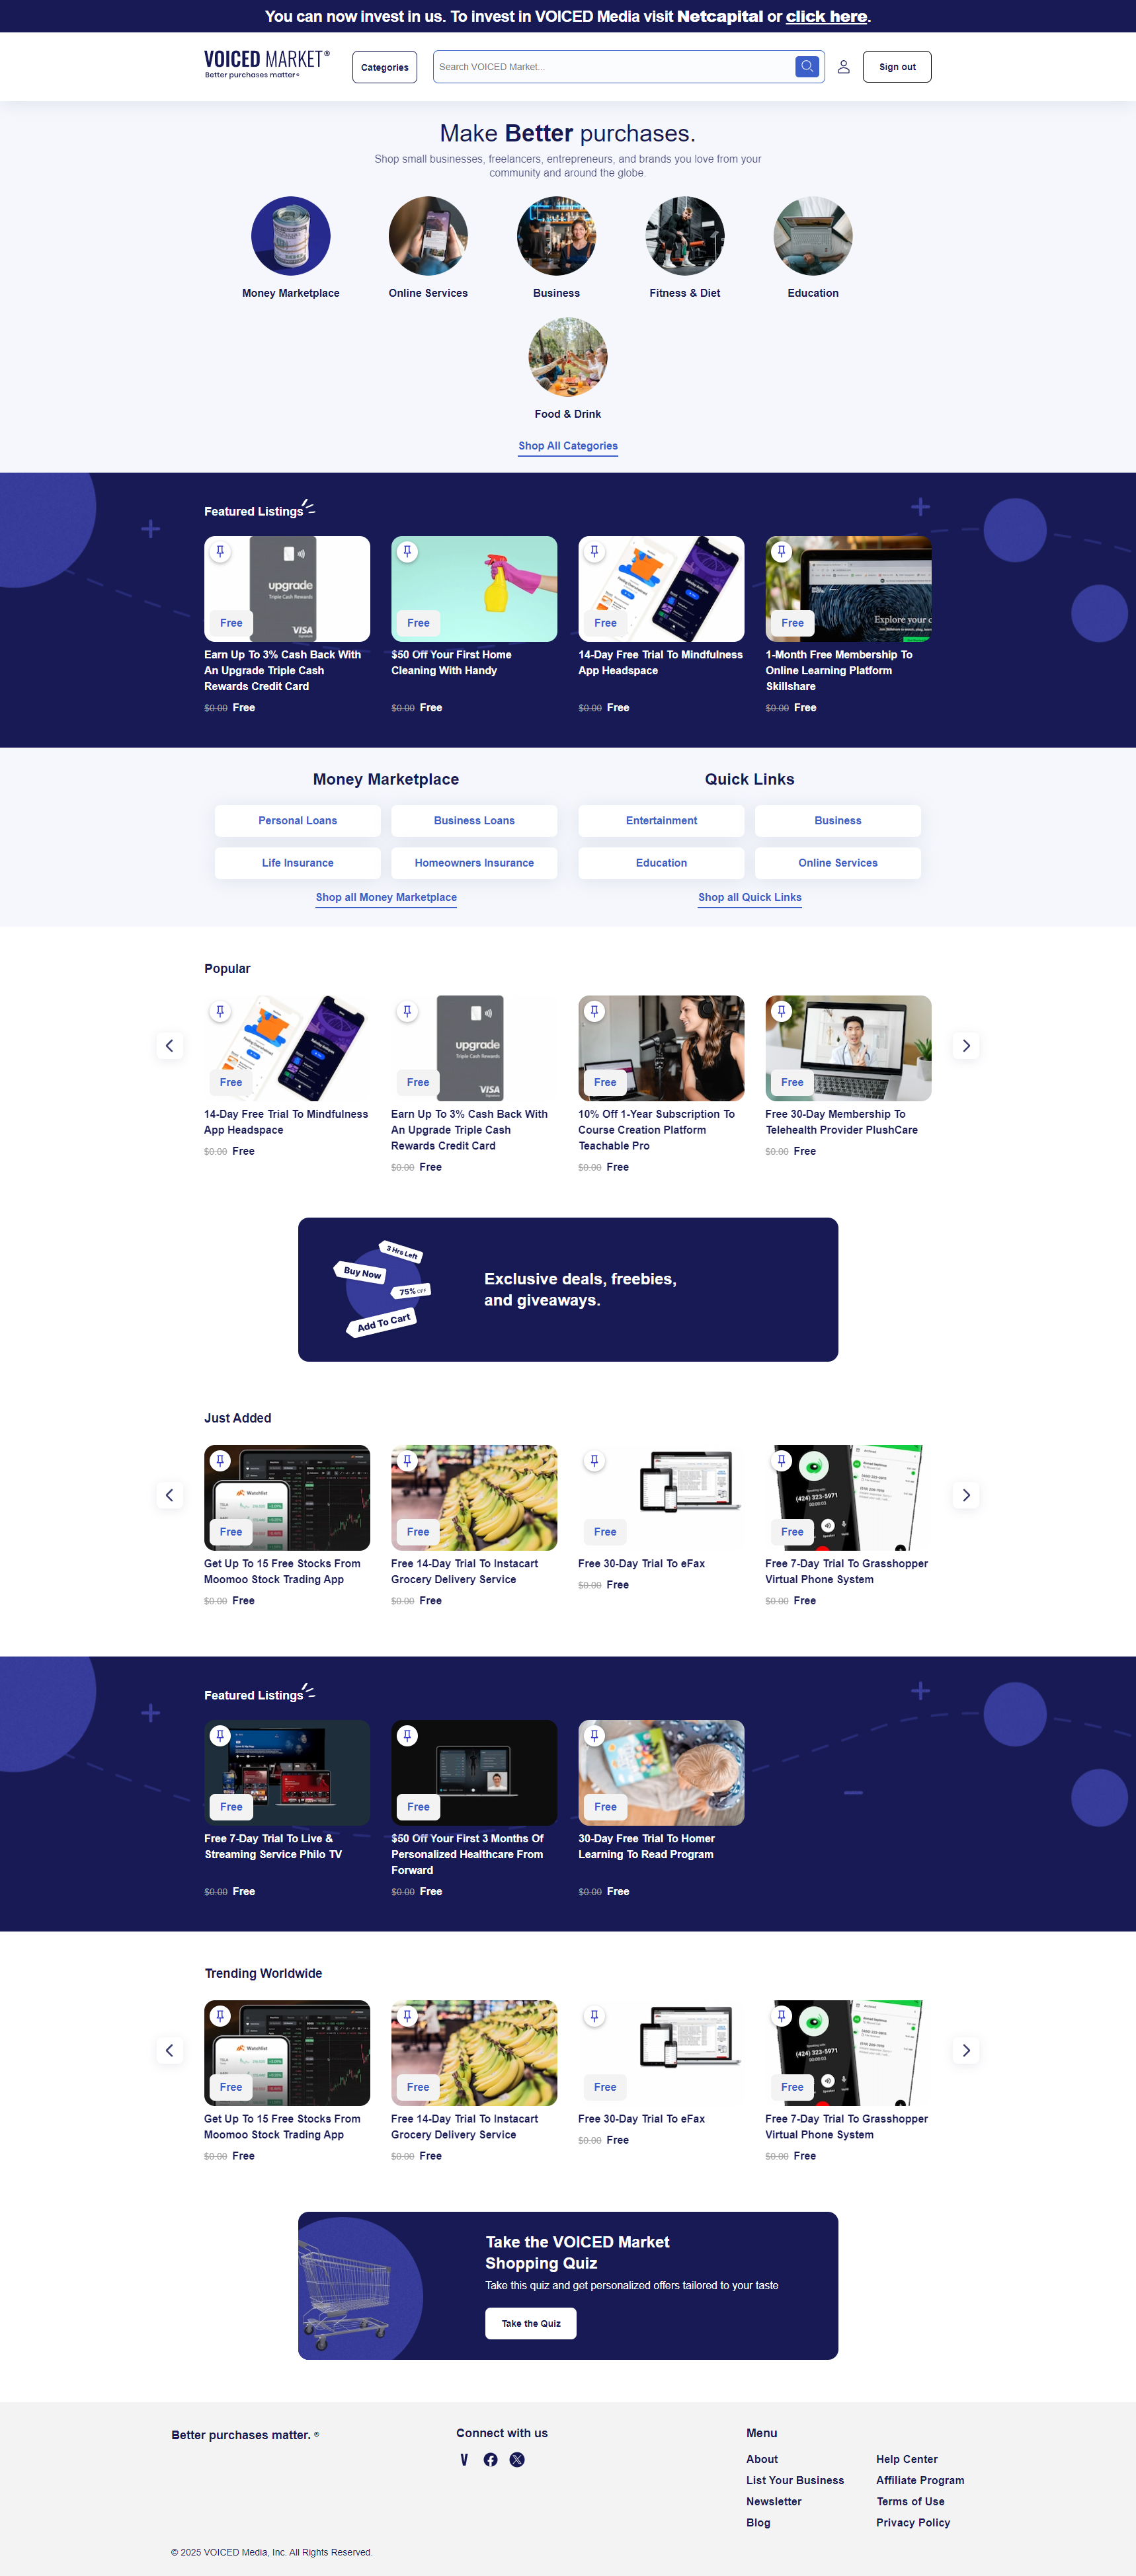 You can now invest in us. To invest in VOICED Media visit Netcapital or click here.
VOICED MARKET®
Better purchases matter®
Categories
Search VOICED Market...
Sign out
Make Better purchases.
Shop small businesses, freelancers, entrepreneurs, and brands you love from your
community and around the globe.
Money Marketplace
Online Services
Business
Fitness & Diet
Education
Food & Drink
Shop All Categories
Featured Listings
upgrade
Triple Cash Rewards
VISA
Explore your c
Free
Free
Free
Free
Earn Up To 3% Cash Back With
An Upgrade Triple Cash
Rewards Credit Card
$0.00 Free
$50 Off Your First Home
Cleaning With Handy
$0.00 Free
14-Day Free Trial To Mindfulness
App Headspace
$0.00 Free
1-Month Free Membership To
Online Learning Platform
Skillshare
$0.00 Free
Money Marketplace
Personal Loans
Business Loans
Life Insurance
Homeowners Insurance
Shop all Money Marketplace
Quick Links
Entertainment
Business
Education
Online Services
Shop all Quick Links
Popular
upgrade
Triple Cash Rewards
VISA
Free
Free
Free
Free
14-Day Free Trial To Mindfulness
App Headspace
$0.00 Free
Earn Up To 3% Cash Back With
An Upgrade Triple Cash
Rewards Credit Card
$0.00 Free
10% Off 1-Year Subscription To
Course Creation Platform
Teachable Pro
$0.00 Free
Free 30-Day Membership To
Telehealth Provider PlushCare
$0.00 Free
3 Hrs Left
Buy Now
75% OFF
Add To Cart
Exclusive deals, freebies,
and giveaways.
Just Added
Watchlist
(424) 323-5971
Free
Free
Free
Free
Get Up To 15 Free Stocks From
Moomoo Stock Trading App
$0.00 Free
Free 14-Day Trial To Instacart
Grocery Delivery Service
$0.00 Free
Free 30-Day Trial To eFax
$0.00 Free
Free 7-Day Trial To Grasshopper
Virtual Phone System
$0.00 Free
Featured Listings
Free
Free
Free
Free 7-Day Trial To Live &
Streaming Service Philo TV
$0.00 Free
$50 Off Your First 3 Months Of
Personalized Healthcare From
Forward
$0.00 Free
30-Day Free Trial To Homer
Learning To Read Program
$0.00 Free
Trending Worldwide
Watchlist
(424) 323-5971
Free
Free
Free
Free
Get Up To 15 Free Stocks From
Moomoo Stock Trading App
$0.00 Free
Free 14-Day Trial To Instacart
Grocery Delivery Service
$0.00 Free
Free 30-Day Trial To eFax
$0.00 Free
Free 7-Day Trial To Grasshopper
Virtual Phone System
$0.00 Free
Take the VOICED Market
Shopping Quiz
Take this quiz and get personalized offers tailored to your taste
Take the Quiz
Better purchases matter. ®
Connect with us
V
Menu
About
List Your Business
Newsletter
Blog
Help Center
Affiliate Program
Terms of Use
Privacy Policy
© 2025 VOICED Media, Inc. All Rights Reserved.